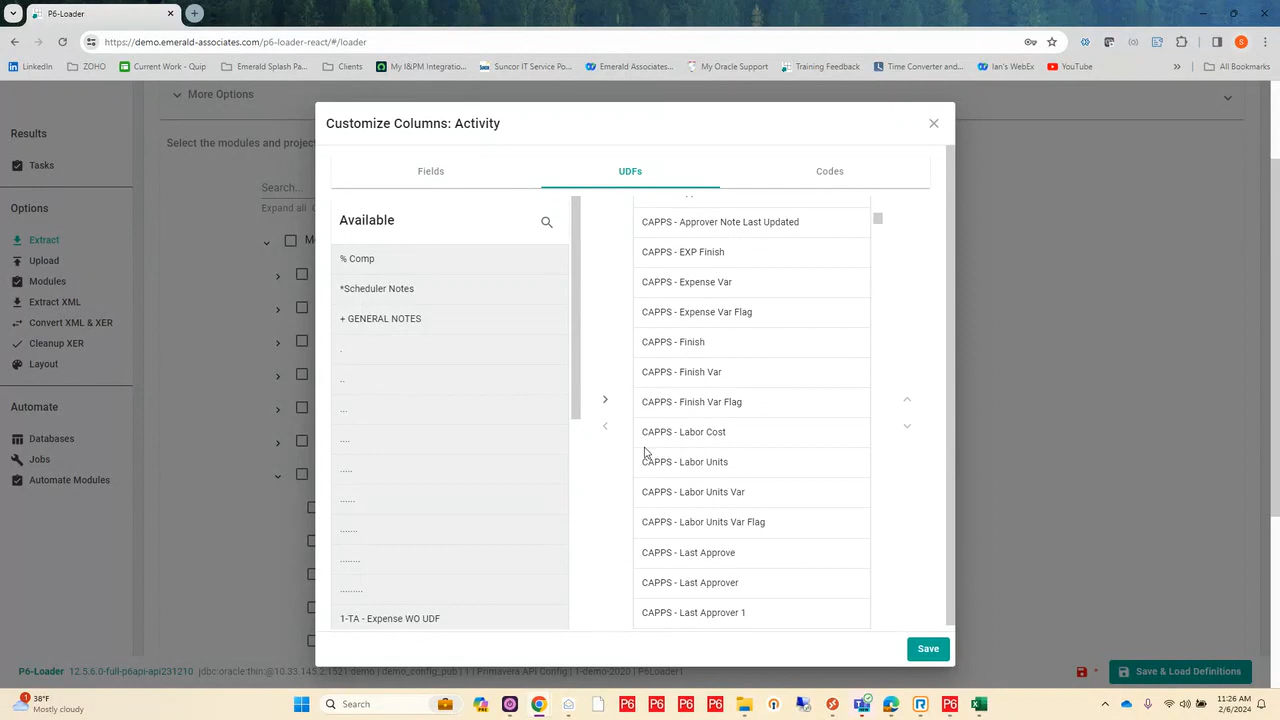 P6-Loader
https://demo.emerald-associates.com/p6-loader-react/#/loader
LinkedIn
ZOHO
Current Work - Quip
Emerald Splash Pa...
Clients
My I&PM Integratio...
Suncor IT Service Po...
Emerald Associates...
My Oracle Support
Training Feedback
Time Converter and...
Ian's WebEx
YouTube
All Bookmarks
More Options
Select the modules and project
Results
Tasks
Options
Extract
Upload
Modules
Extract XML
Convert XML & XER
Cleanup XER
Layout
Automate
Databases
Jobs
Automate Modules
Search...
Expand all
Customize Columns: Activity
Fields
UDFs
Codes
Available
% Comp
*Scheduler Notes
+ GENERAL NOTES
.
..
...
....
.....
......
.......
........
.........
1-TA - Expense WO UDF
CAPPS - Approver Note Last Updated
CAPPS - EXP Finish
CAPPS - Expense Var
CAPPS - Expense Var Flag
CAPPS - Finish
CAPPS - Finish Var
CAPPS - Finish Var Flag
CAPPS - Labor Cost
CAPPS - Labor Units
CAPPS - Labor Units Var
CAPPS - Labor Units Var Flag
CAPPS - Last Approve
CAPPS - Last Approver
CAPPS - Last Approver 1
Save
P6-Loader 12.5.6.0-full-p6api-api231210 | jdbc:oracle:thin:@10.33.145.2:1521:demo | demo_config_pub | 5 | Primavera API Config | 1-demo-2020 | P6Loader1
Save & Load Definitions
38°F
Mostly cloudy
Search
11:26 AM
2/6/2024